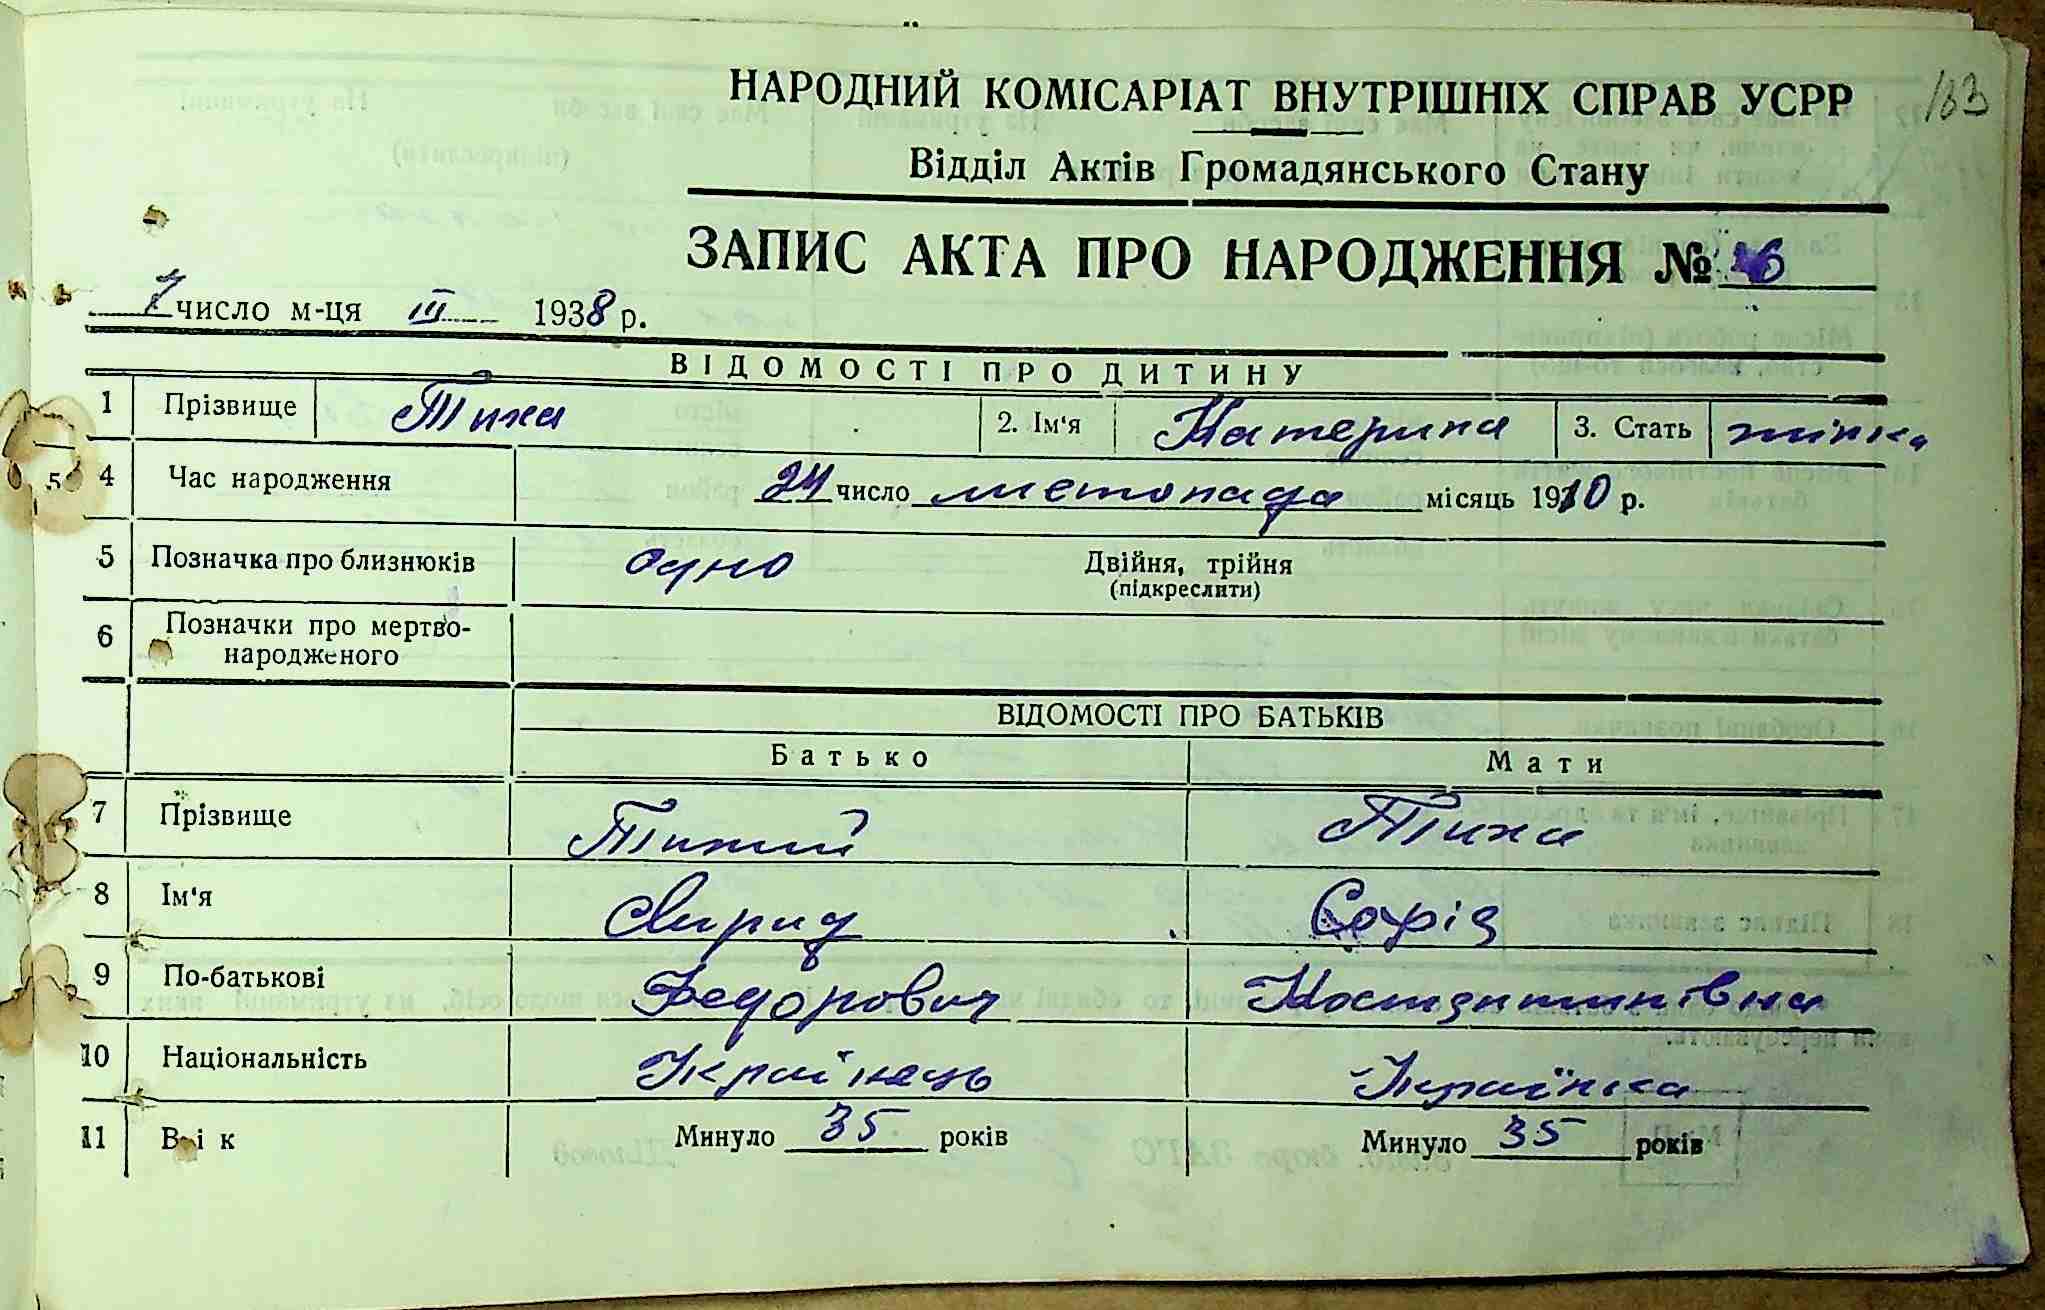 НАРОДНИЙ КОМІСАРІАТ ВНУТРІШНІХ СПРАВ УСРР
Відділ Актів Громадянського Стану
ЗАПИС АКТА ПРО НАРОДЖЕННЯ №
7 число м-ця III 1938 р.
ВІДОМОСТІ ПРО ДИТИНУ
1 Прізвище Тиха 2. Ім'я Катерина 3. Стать жінка
4 Час народження 24 число листопада місяць 1910 р.
5 Позначка про близнюків одно Двійня, трійня
(підкреслити)
6 Позначки про мертво-
народженого
ВІДОМОСТІ ПРО БАТЬКІВ
Батько Мати
7 Прізвище Тихий Тиха
8 Ім'я Свирид Софія
9 По-батькові Федорович Костянтинівна
10 Національність Українець Українка
11 Вік Минуло 35 років Минуло 35 років